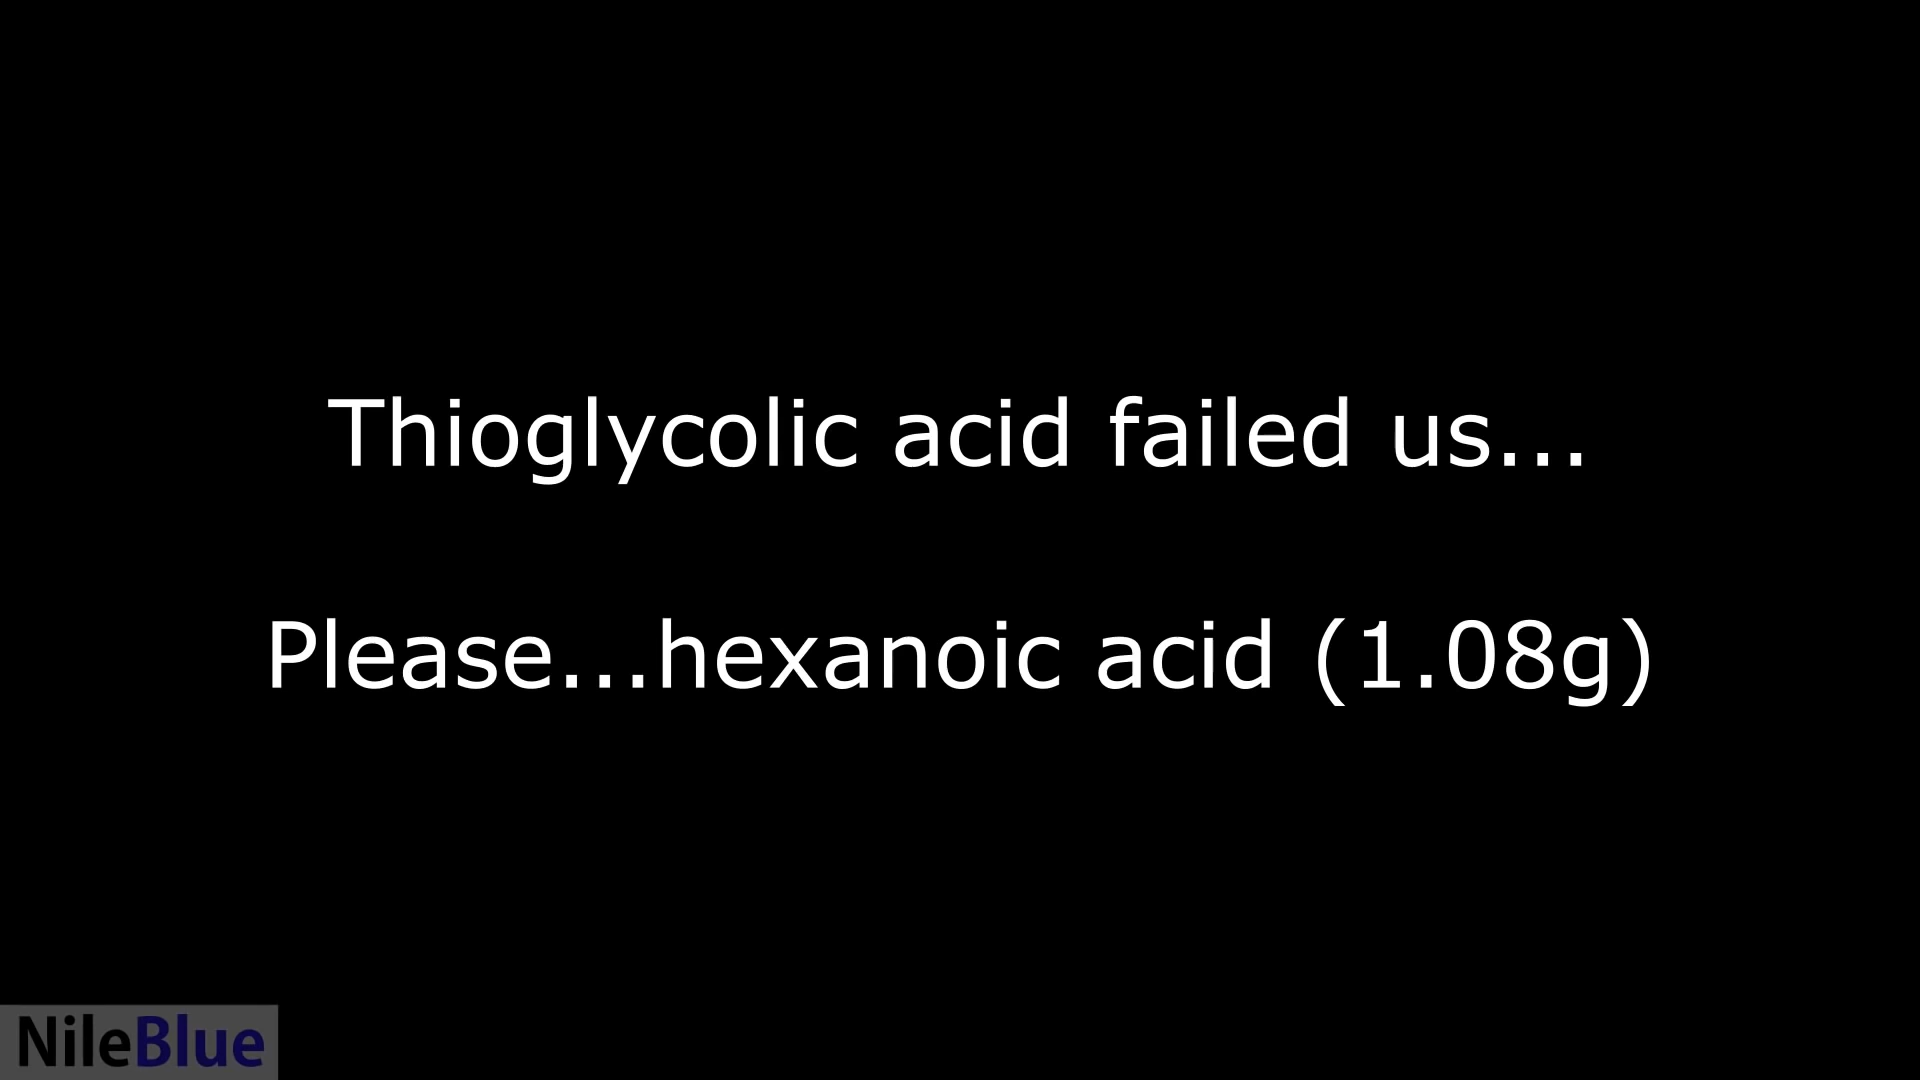 Thioglycolic acid failed us...
Please...hexanoic acid (1.08g)
NileBlue